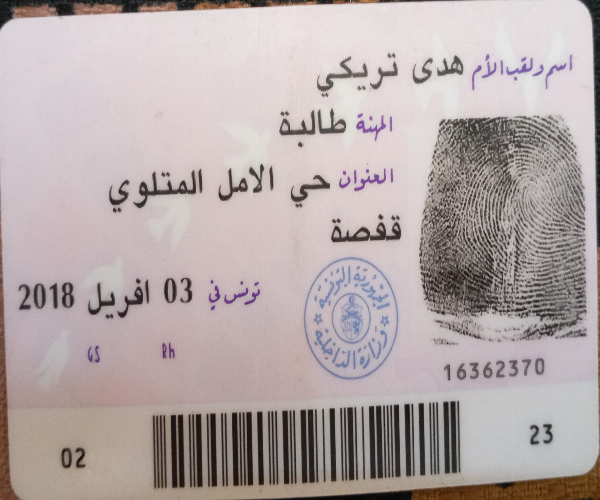 اسم ولقب الأم هدى تريكي
المهنة طالبة
العنوان حي الامل المتلوي
قفصة
تونس في 03 افريل 2018
GS Rh
الجمهورية التونسية
وزارة الداخلية
16362370
02 23